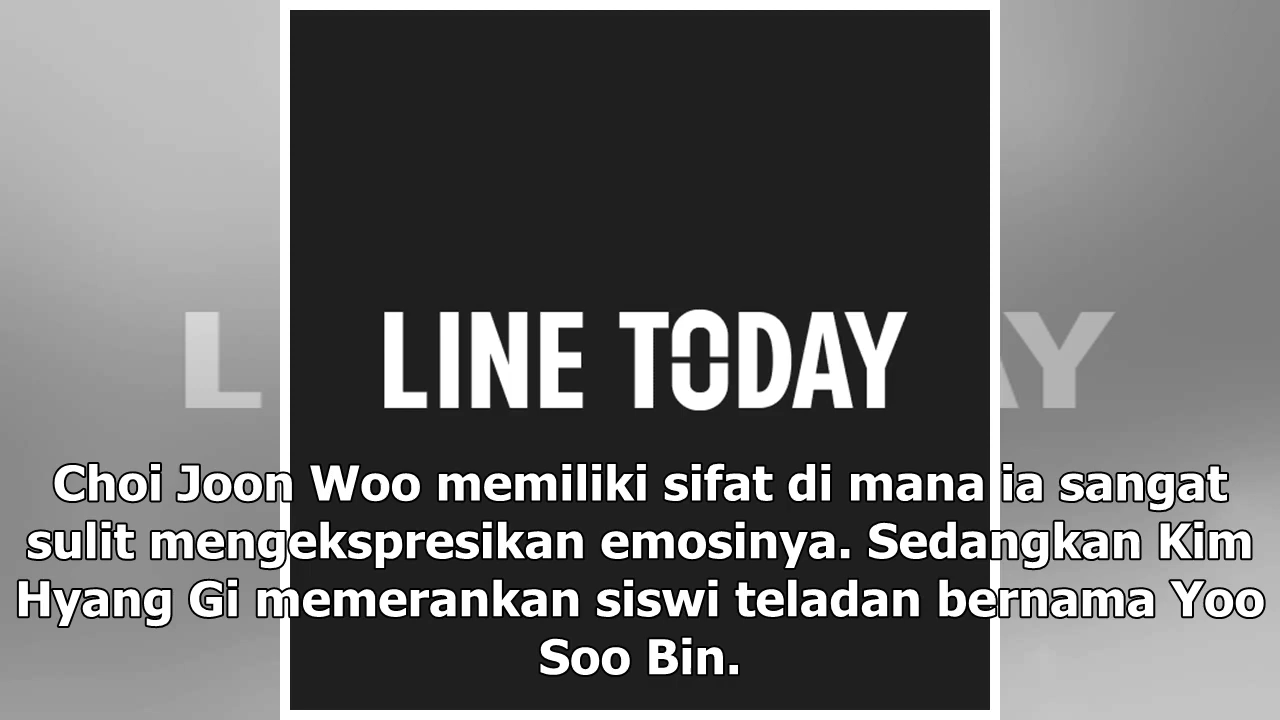 LINE TODAY
L AY
Choi Joon Woo memiliki sifat di mana ia sangat
sulit mengekspresikan emosinya. Sedangkan Kim
Hyang Gi memerankan siswi teladan bernama Yoo
Soo Bin.